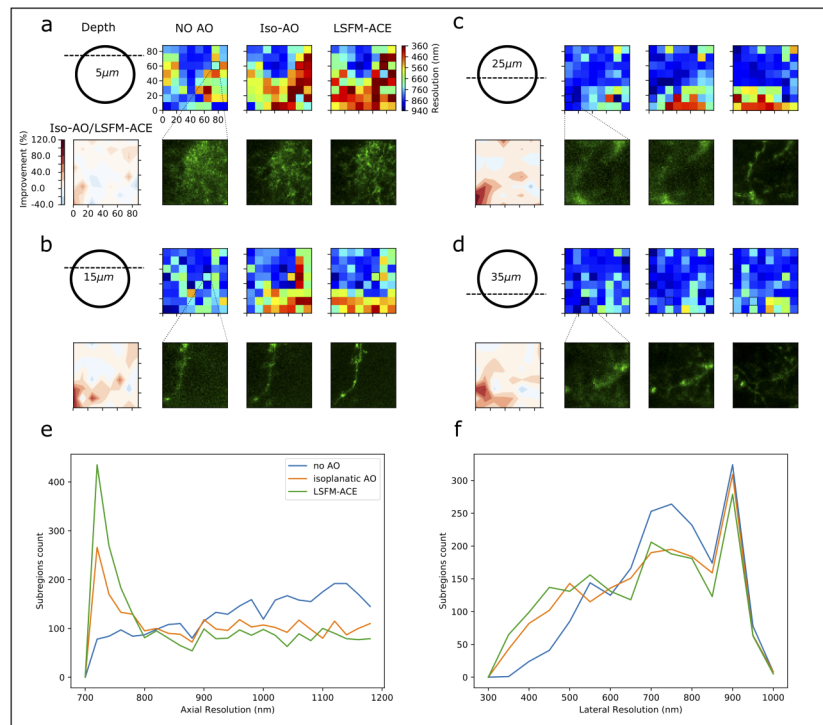 a
Depth
NO AO
Iso-AO
LSFM-ACE
5μm
80
60
40
20
0
0 20 40 60 80
360
460
560
660
760
860
940
Resolution (nm)
Iso-AO/LSFM-ACE
120.0
80.0
40.0
0.0
-40.0
Improvement (%)
0 20 40 60 80
b
15μm
c
25μm
d
35μm
e
no AO
isoplanatic AO
LSFM-ACE
400
300
200
100
0
Subregions count
700 800 900 1000 1100 1200
Axial Resolution (nm)
f
300
250
200
150
100
50
0
Subregions count
300 400 500 600 700 800 900 1000
Lateral Resolution (nm)